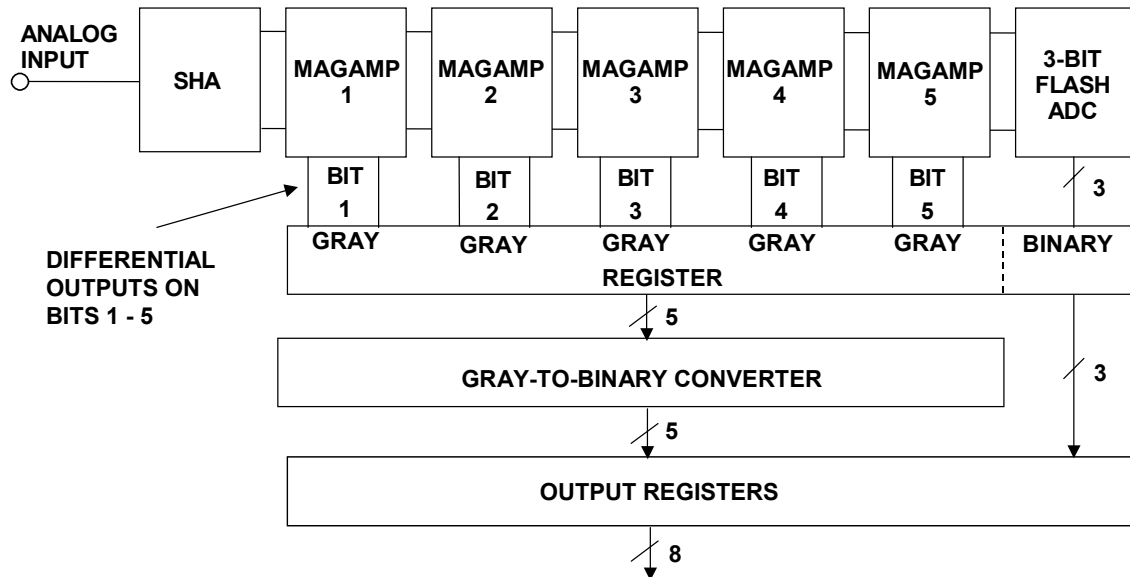 ANALOG
INPUT
SHA
MAGAMP
1
MAGAMP
2
MAGAMP
3
MAGAMP
4
MAGAMP
5
3-BIT
FLASH
ADC
BIT
1
GRAY
BIT
2
GRAY
BIT
3
GRAY
BIT
4
GRAY
BIT
5
GRAY
3
BINARY
REGISTER
DIFFERENTIAL
OUTPUTS ON
BITS 1 - 5
5
3
GRAY-TO-BINARY CONVERTER
5
OUTPUT REGISTERS
8